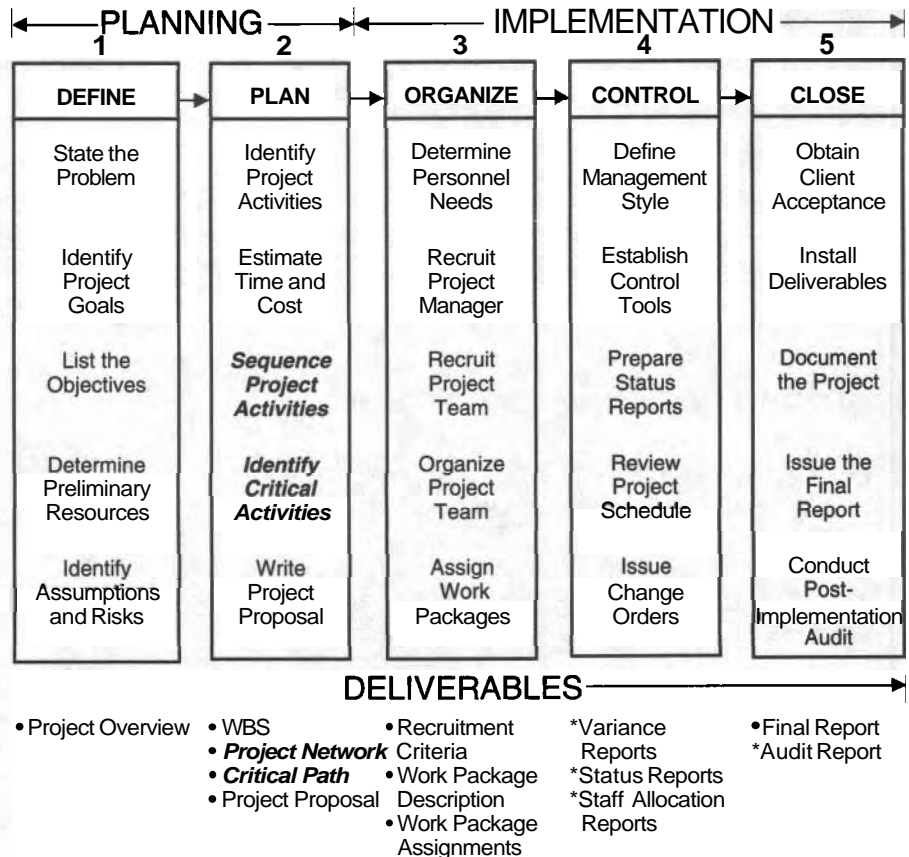 PLANNING
IMPLEMENTATION
1
2
3
4
5
DEFINE
PLAN
ORGANIZE
CONTROL
CLOSE
State the
Problem
Identify
Project
Goals
List the
Objectives
Determine
Preliminary
Resources
Identify
Assumptions
and Risks
Identify
Project
Activities
Estimate
Time and
Cost
Sequence
Project
Activities
Identify
Critical
Activities
Write
Project
Proposal
Determine
Personnel
Needs
Recruit
Project
Manager
Recruit
Project
Team
Organize
Project
Team
Assign
Work
Packages
Define
Management
Style
Establish
Control
Tools
Prepare
Status
Reports
Review
Project
Schedule
Issue
Change
Orders
Obtain
Client
Acceptance
Install
Deliverables
Document
the Project
Issue the
Final
Report
Conduct
Post-
Implementation
Audit
DELIVERABLES
• Project Overview
• WBS
• Project Network
• Critical Path
• Project Proposal
• Recruitment
Criteria
• Work Package
Description
• Work Package
Assignments
*Variance
Reports
*Status Reports
*Staff Allocation
Reports
• Final Report
*Audit Report